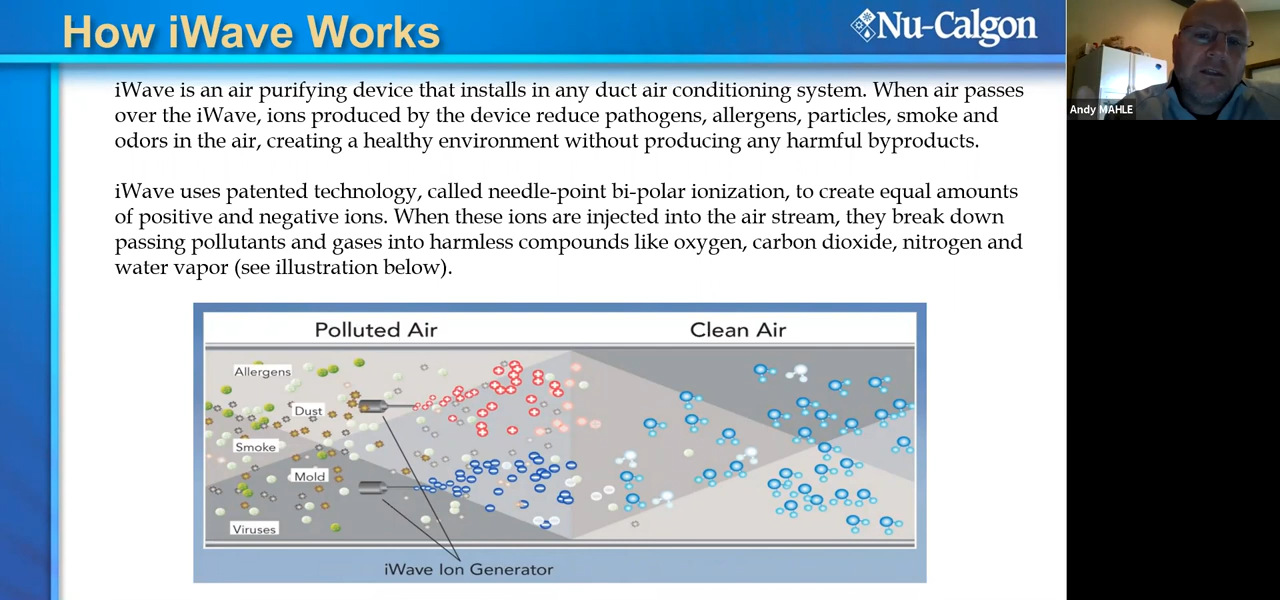 How iWave Works
Nu-Calgon
Andy MAHLE
iWave is an air purifying device that installs in any duct air conditioning system. When air passes
over the iWave, ions produced by the device reduce pathogens, allergens, particles, smoke and
odors in the air, creating a healthy environment without producing any harmful byproducts.
iWave uses patented technology, called needle-point bi-polar ionization, to create equal amounts
of positive and negative ions. When these ions are injected into the air stream, they break down
passing pollutants and gases into harmless compounds like oxygen, carbon dioxide, nitrogen and
water vapor (see illustration below).
Polluted Air
Clean Air
Allergens
Dust
Smoke
Mold
Viruses
iWave Ion Generator